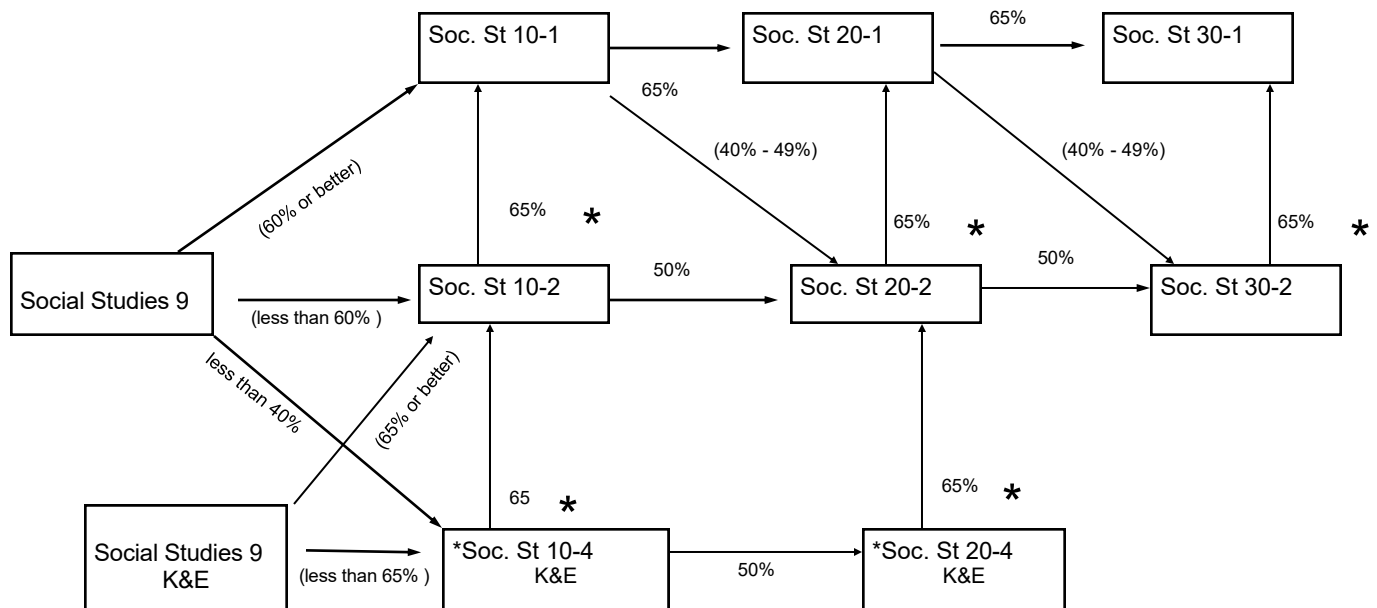 Soc. St 10-1
65%
Soc. St 20-1
65%
Soc. St 30-1
(40% - 49%)
(40% - 49%)
(60% or better)
65%
*
65%
*
65%
*
Social Studies 9
(less than 60% )
Soc. St 10-2
50%
Soc. St 20-2
50%
Soc. St 30-2
less than 40%
(65% or better)
65
*
65%
*
Social Studies 9
K&E
(less than 65% )
*Soc. St 10-4
K&E
50%
*Soc. St 20-4
K&E